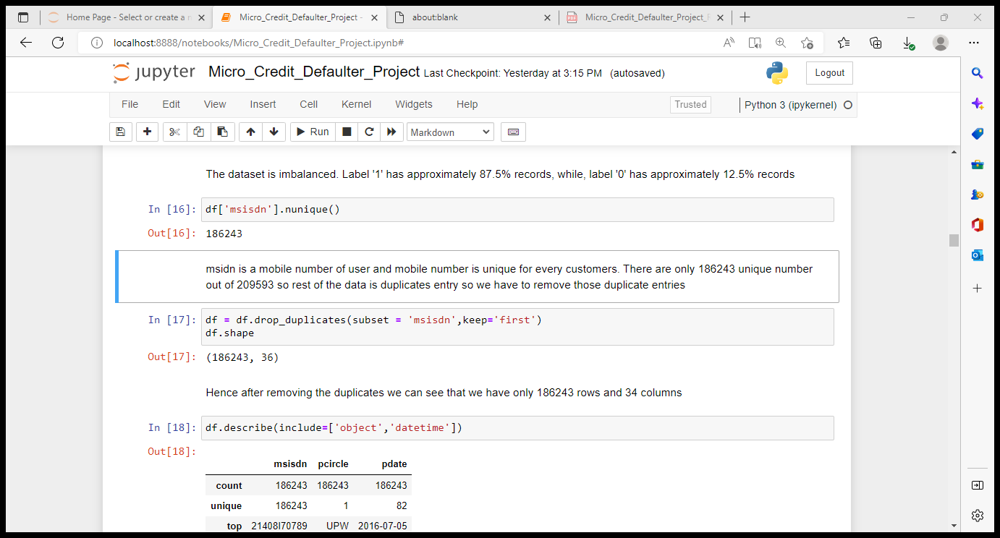 Home Page - Select or create a
Micro_Credit_Defaulter_Project -
about:blank
Micro_Credit_Defaulter_Project_
localhost:8888/notebooks/Micro_Credit_Defaulter_Project.ipynb#
jupyter Micro_Credit_Defaulter_Project Last Checkpoint: Yesterday at 3:15 PM (autosaved)
Logout
File Edit View Insert Cell Kernel Widgets Help Trusted Python 3 (ipykernel)
Run Markdown
The dataset is imbalanced. Label '1' has approximately 87.5% records, while, label '0' has approximately 12.5% records
In [16]: df['msisdn'].nunique()
Out[16]: 186243
msidn is a mobile number of user and mobile number is unique for every customers. There are only 186243 unique number
out of 209593 so rest of the data is duplicates entry so we have to remove those duplicate entries
In [17]: df = df.drop_duplicates(subset = 'msisdn',keep='first')
df.shape
Out[17]: (186243, 36)
Hence after removing the duplicates we can see that we have only 186243 rows and 34 columns
In [18]: df.describe(include=['object','datetime'])
Out[18]:
msisdn pcircle pdate
count 186243 186243 186243
unique 186243 1 82
top 21408I70789 UPW 2016-07-05